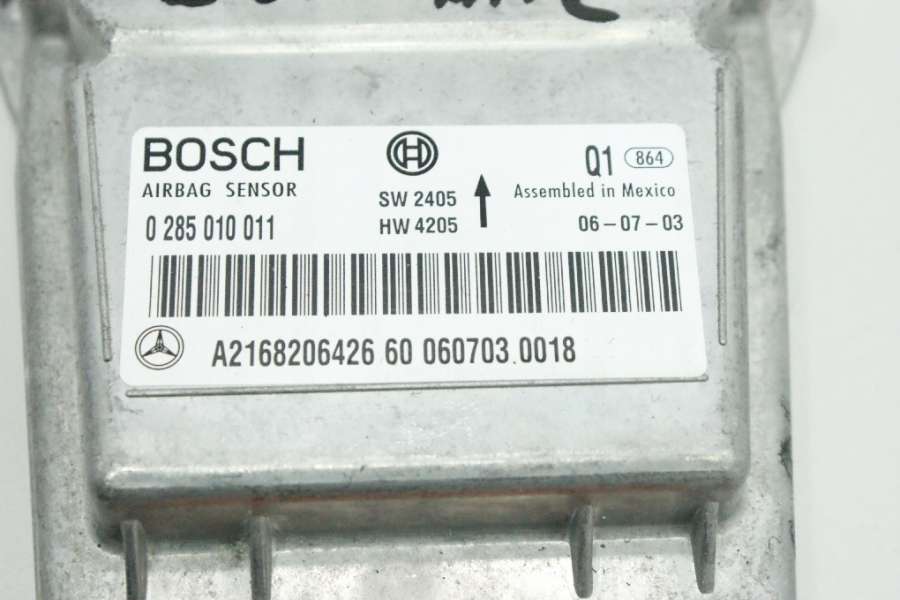 BOSCH
AIRBAG SENSOR
0 285 010 011
SW 2405
HW 4205
Q1 864
Assembled in Mexico
06-07-03
A2168206426 60 060703 0018